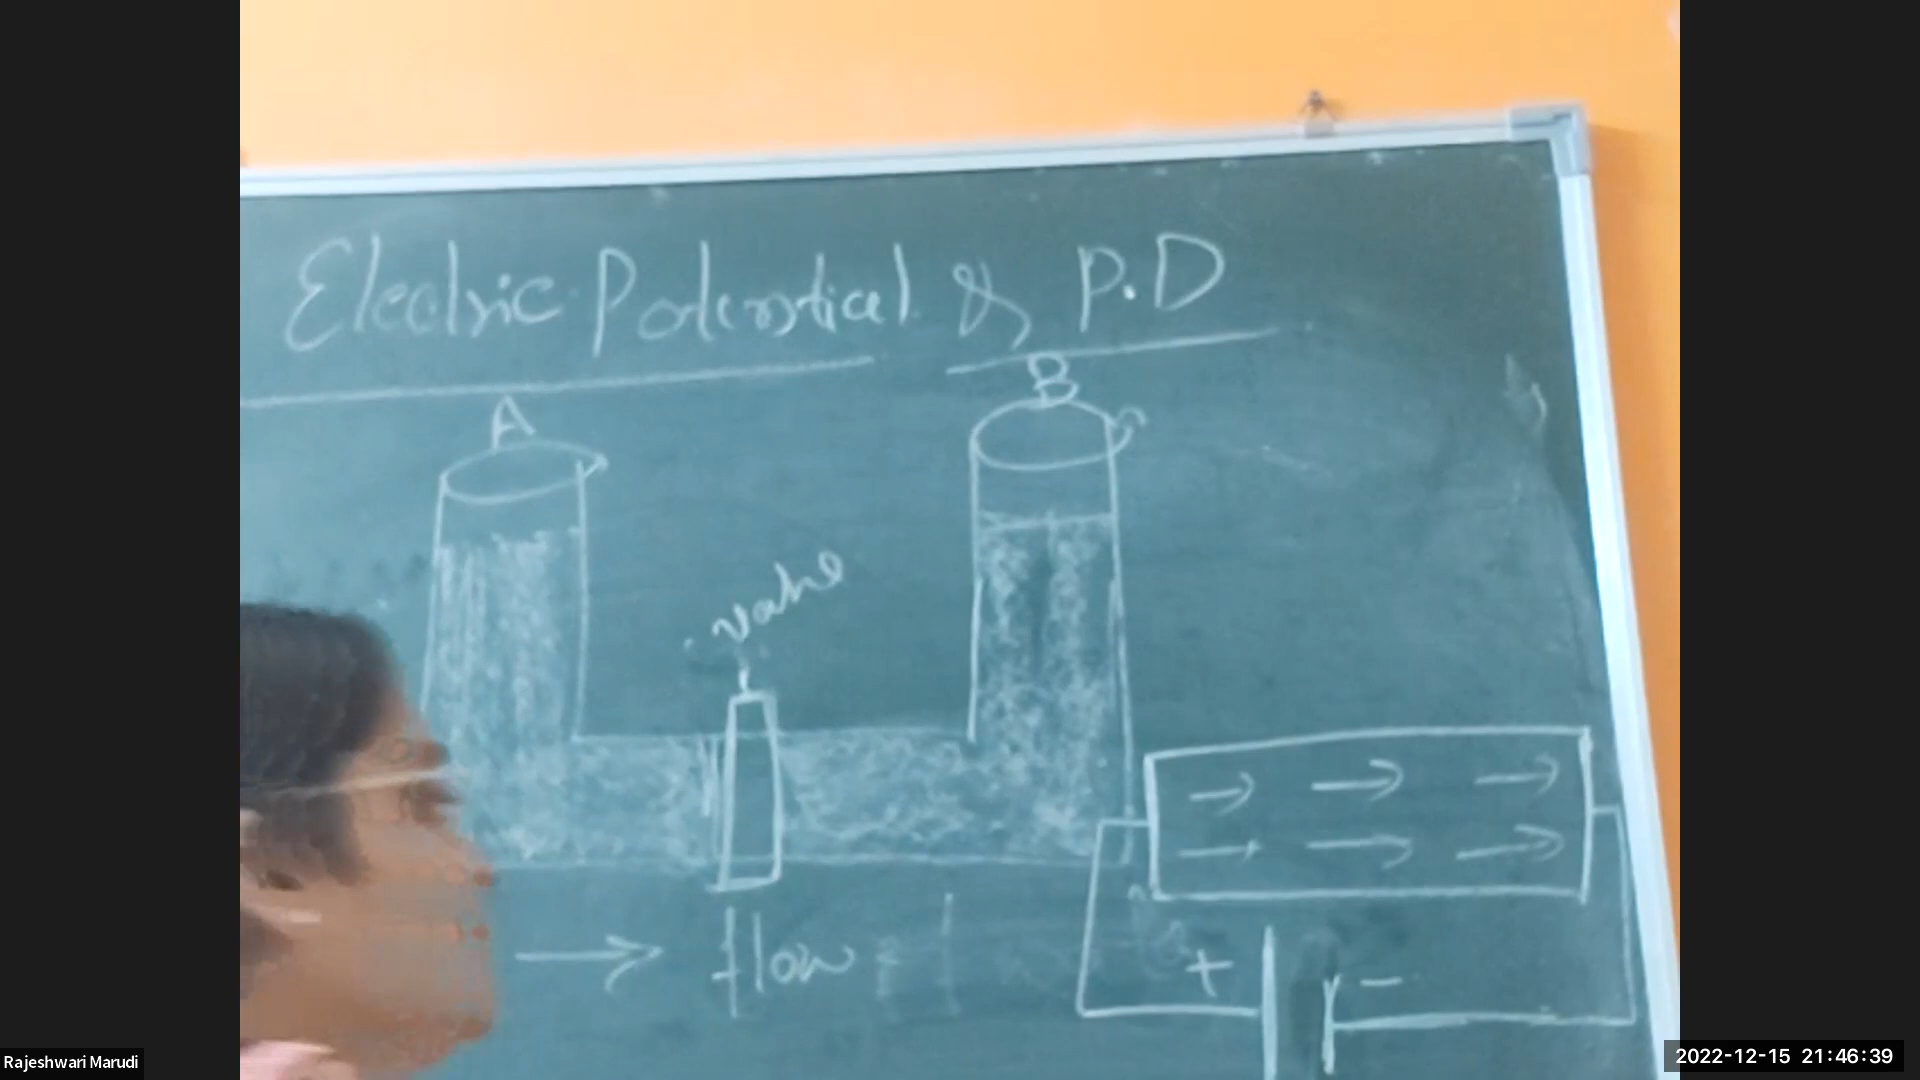 Electric Potential & P.D
A
B
valve
→ flow
+ -
Rajeshwari Marudi
2022-12-15 21:46:39